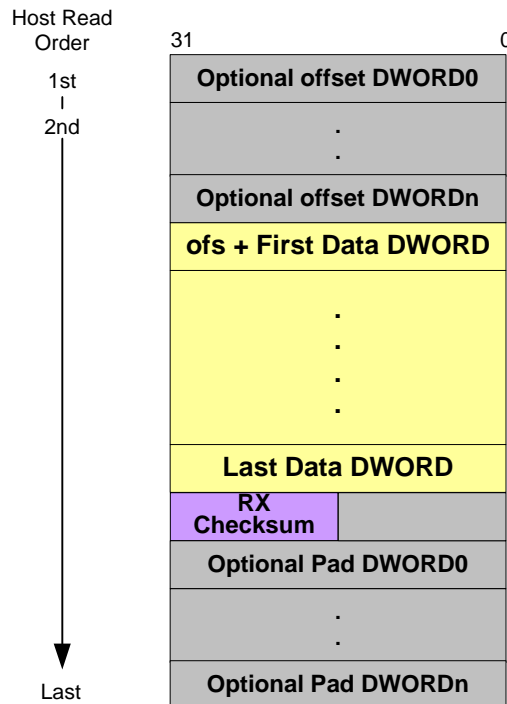 Host Read
Order
31
0
1st
2nd
Optional offset DWORD0
.
.
Optional offset DWORDn
ofs + First Data DWORD
.
.
.
.
Last Data DWORD
RX
Checksum
Optional Pad DWORD0
.
.
Optional Pad DWORDn
Last